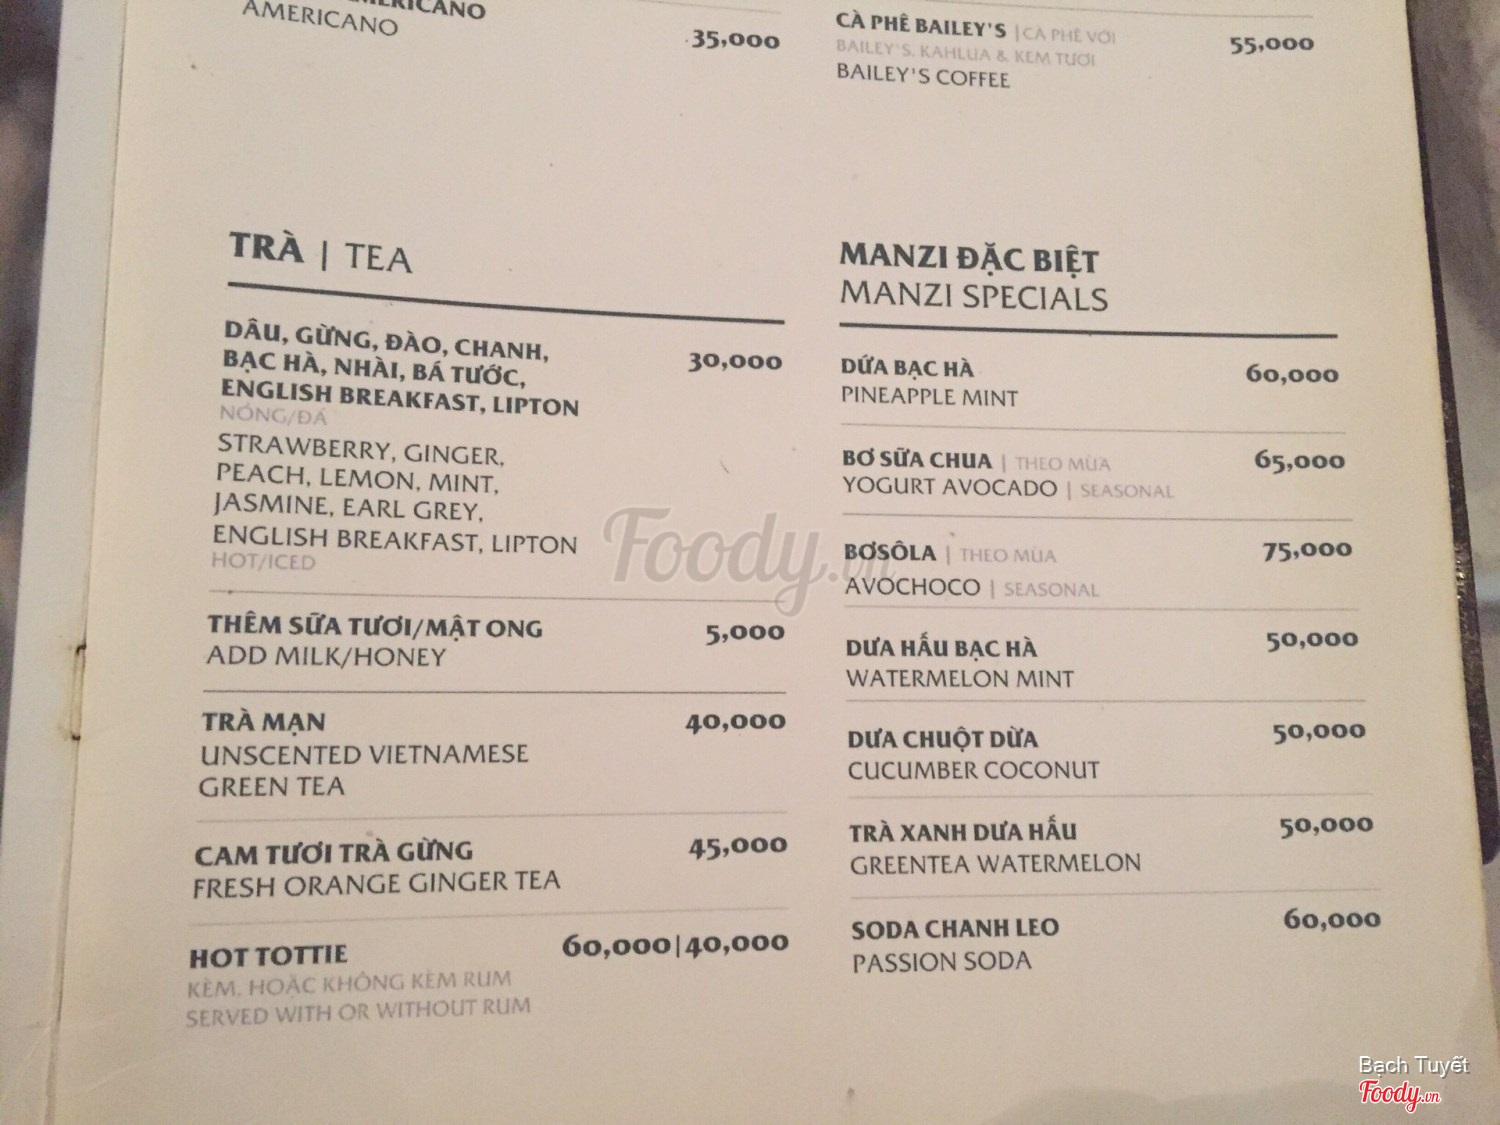 AMERICANO
AMERICANO
35,000
TRÀ | TEA
DÂU, GỪNG, ĐÀO, CHANH,
BẠC HÀ, NHÀI, BÁ TƯỚC,
ENGLISH BREAKFAST, LIPTON
30,000
NÓNG/ĐÁ
STRAWBERRY, GINGER,
PEACH, LEMON, MINT,
JASMINE, EARL GREY,
ENGLISH BREAKFAST, LIPTON
HOT/ICED
THÊM SỮA TƯƠI/MẬT ONG 5,000
ADD MILK/HONEY
TRÀ MẠN 40,000
UNSCENTED VIETNAMESE
GREEN TEA
CAM TƯƠI TRÀ GỪNG 45,000
FRESH ORANGE GINGER TEA
HOT TOTTIE 60,000|40,000
KÈM, HOẶC KHÔNG KÈM RUM
SERVED WITH OR WITHOUT RUM
CÀ PHÊ BAILEY'S | CÀ PHÊ VỚI 55,000
BAILEY'S, KAHLUA & KEM TƯƠI
BAILEY'S COFFEE
MANZI ĐẶC BIỆT
MANZI SPECIALS
DỨA BẠC HÀ 60,000
PINEAPPLE MINT
BƠ SỮA CHUA | THEO MÙA 65,000
YOGURT AVOCADO | SEASONAL
BƠSÔLA | THEO MÙA 75,000
AVOCHOCO | SEASONAL
DƯA HẤU BẠC HÀ 50,000
WATERMELON MINT
DƯA CHUỘT DỪA 50,000
CUCUMBER COCONUT
TRÀ XANH DƯA HẤU 50,000
GREENTEA WATERMELON
SODA CHANH LEO 60,000
PASSION SODA
Foody.vn
Bạch Tuyết
Foody.vn